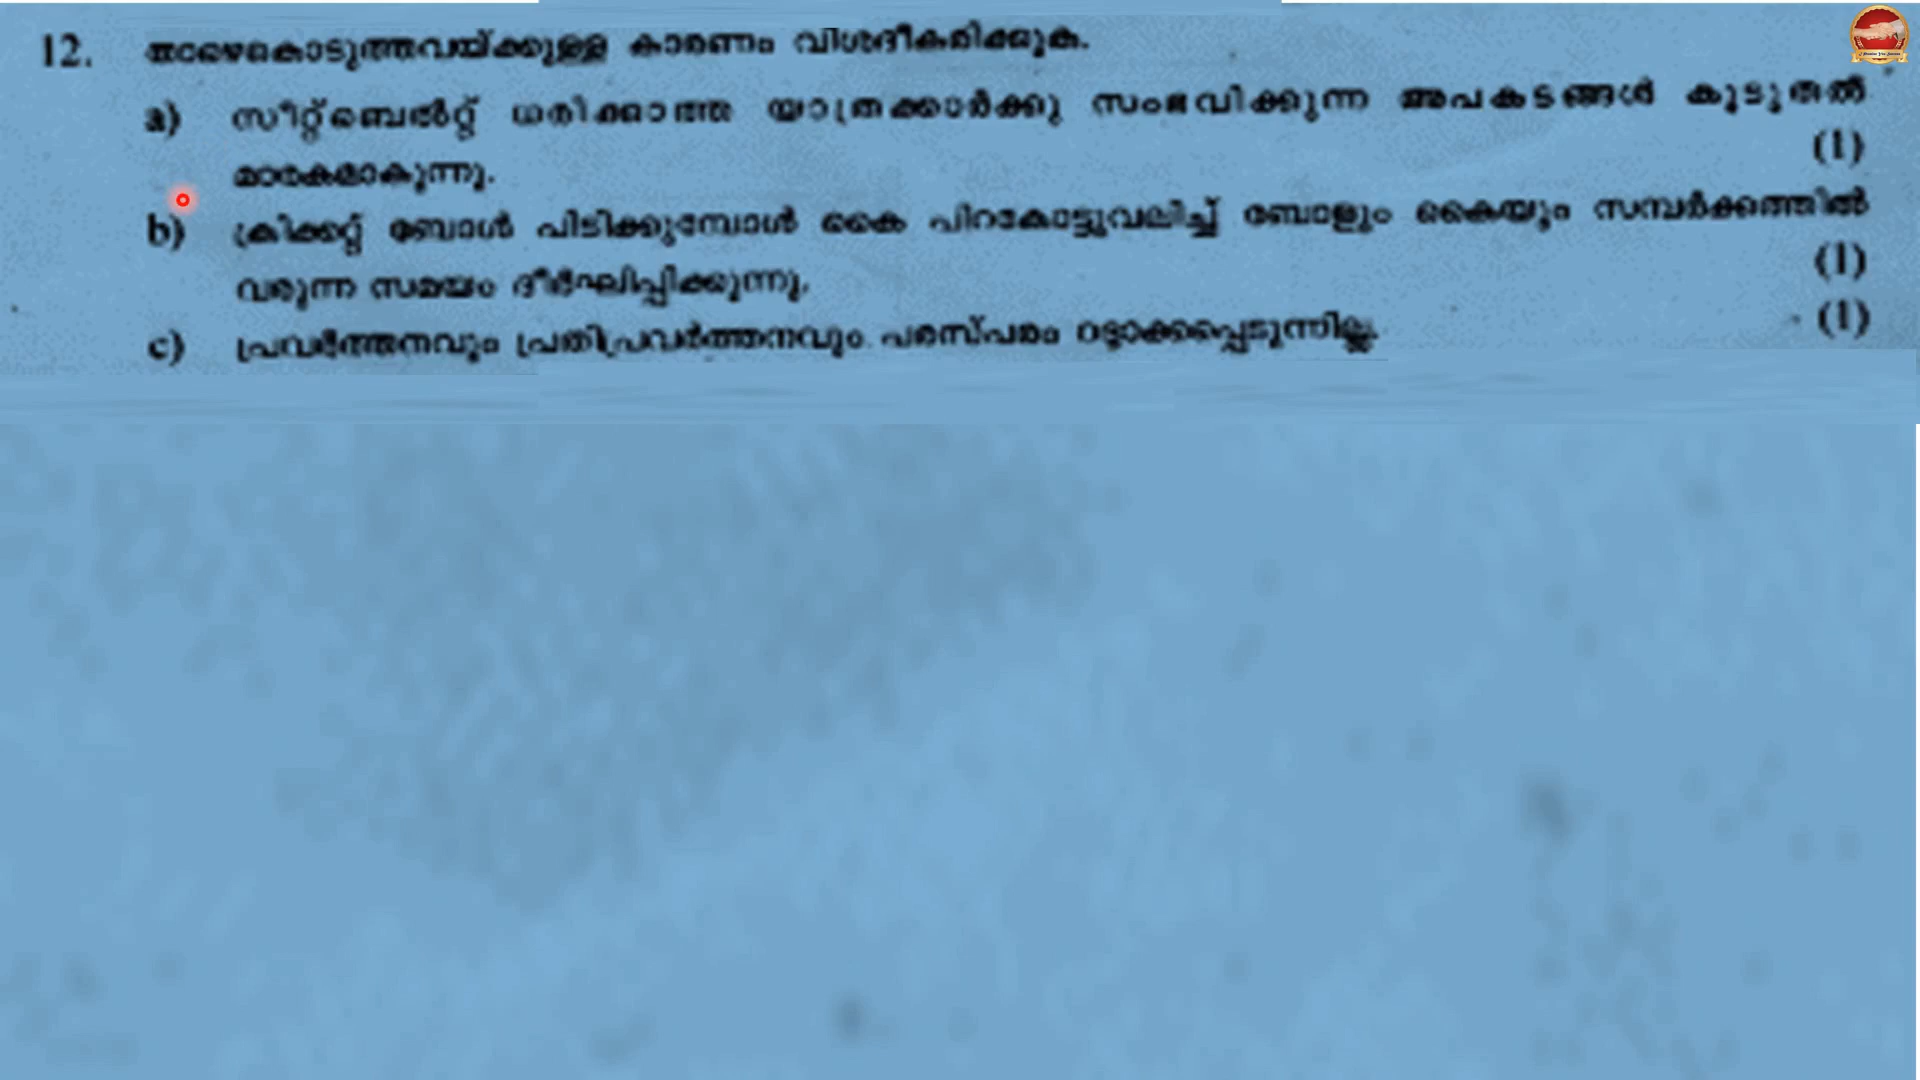 12. താഴെകൊടുത്തവയ്ക്കുള്ള കാരണം വിശദീകരിക്കുക.
a) സീറ്റ്ബെൽറ്റ് ധരിക്കാത്ത യാത്രക്കാർക്കു സംഭവിക്കുന്ന അപകടങ്ങൾ കൂടുതൽ
മാരകമാകുന്നു. (1)
b) ക്രിക്കറ്റ് ബോൾ പിടിക്കുമ്പോൾ കൈ പിറകോട്ടുവലിച്ച് ബോളും കൈയും സമ്പർക്കത്തിൽ
വരുന്ന സമയം ദീർഘിപ്പിക്കുന്നു. (1)
c) പ്രവർത്തനവും പ്രതിപ്രവർത്തനവും പരസ്പരം റദ്ദാക്കപ്പെടുന്നില്ല. (1)